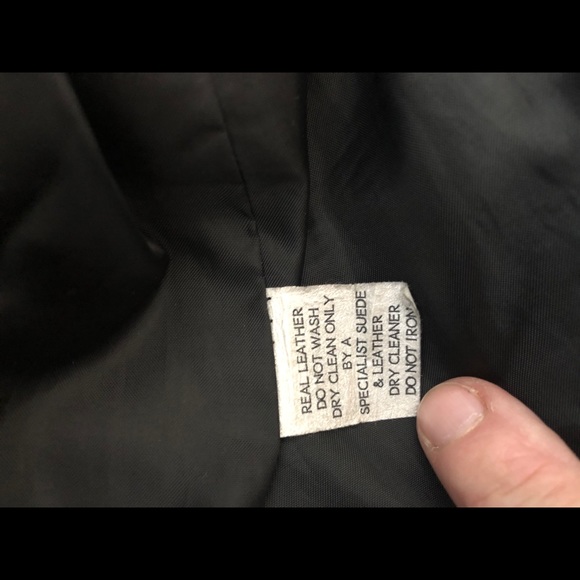 REAL LEATHER
DO NOT WASH
DRY CLEAN ONLY
BY A
SPECIALIST SUEDE
& LEATHER
DRY CLEANER
DO NOT IRON